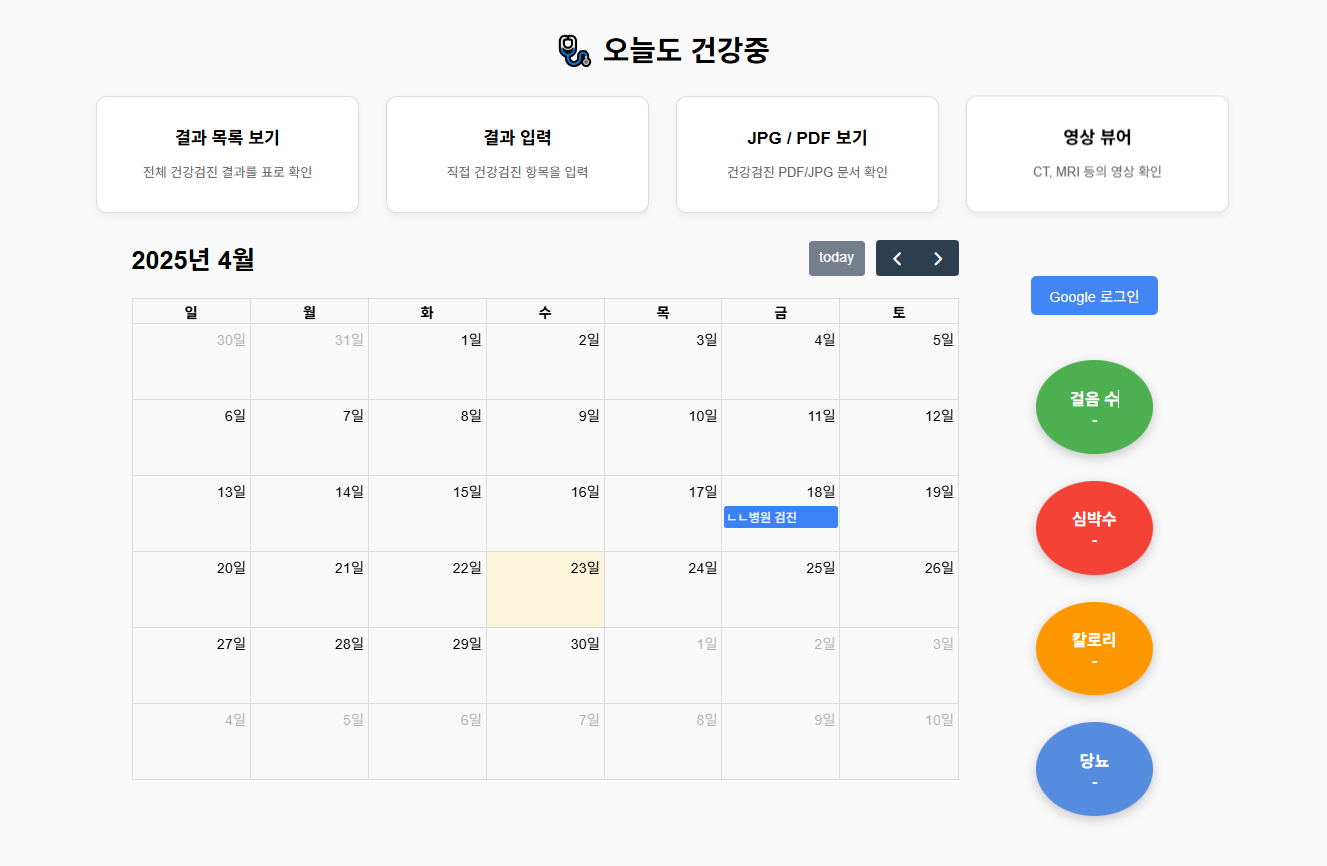 오늘도 건강중
결과 목록 보기
전체 건강검진 결과를 표로 확인
결과 입력
직접 건강검진 항목을 입력
JPG / PDF 보기
건강검진 PDF/JPG 문서 확인
영상 뷰어
CT, MRI 등의 영상 확인
2025년 4월
today
일 월 화 수 목 금 토
30일 31일 1일 2일 3일 4일 5일
6일 7일 8일 9일 10일 11일 12일
13일 14일 15일 16일 17일 18일 19일
ㄴㄴ병원 검진
20일 21일 22일 23일 24일 25일 26일
27일 28일 29일 30일 1일 2일 3일
4일 5일 6일 7일 8일 9일 10일
Google 로그인
걸음 수
-
심박수
-
칼로리
-
당뇨
-